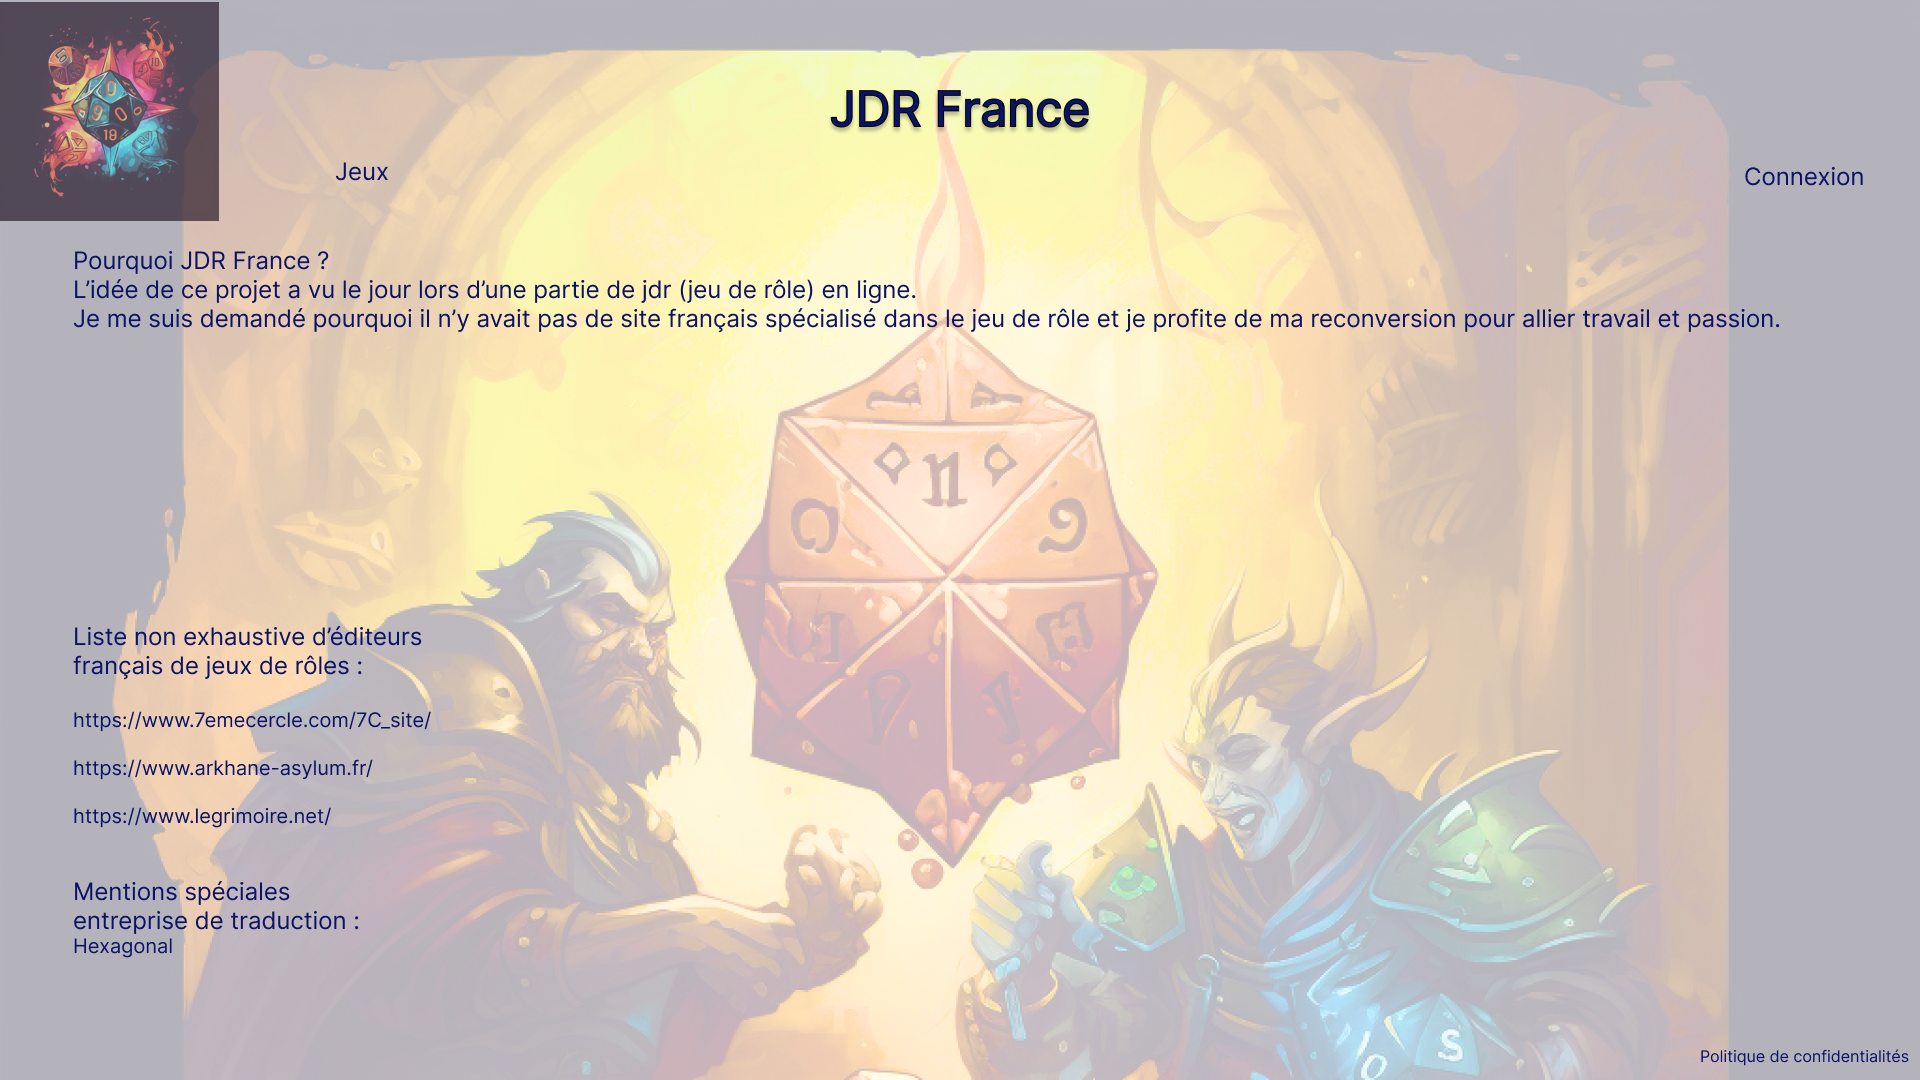 JDR France
Jeux
Connexion
Pourquoi JDR France ?
L’idée de ce projet a vu le jour lors d’une partie de jdr (jeu de rôle) en ligne.
Je me suis demandé pourquoi il n’y avait pas de site français spécialisé dans le jeu de rôle et je profite de ma reconversion pour allier travail et passion.
Liste non exhaustive d’éditeurs
français de jeux de rôles :
https://www.7emecercle.com/7C_site/
https://www.arkhane-asylum.fr/
https://www.legrimoire.net/
Mentions spéciales
entreprise de traduction :
Hexagonal
Politique de confidentialités